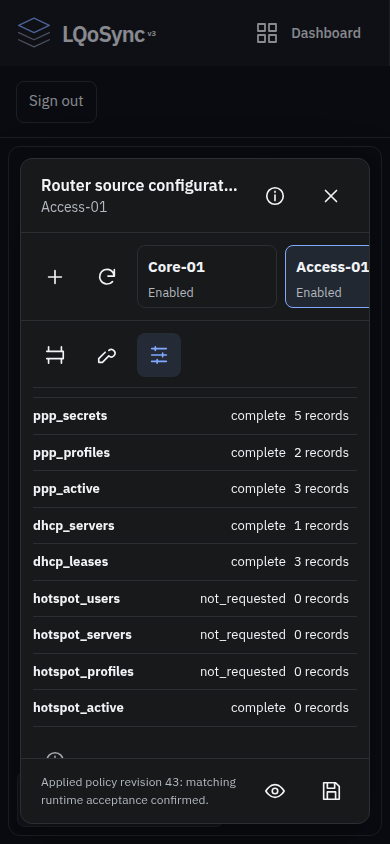 LQoSync v3
Dashboard
Sign out
Router source configurat...
Access-01
Core-01
Enabled
Access-01
Enabled
ppp_secrets complete 5 records
ppp_profiles complete 2 records
ppp_active complete 3 records
dhcp_servers complete 1 records
dhcp_leases complete 3 records
hotspot_users not_requested 0 records
hotspot_servers not_requested 0 records
hotspot_profiles not_requested 0 records
hotspot_active complete 0 records
Applied policy revision 43: matching
runtime acceptance confirmed.